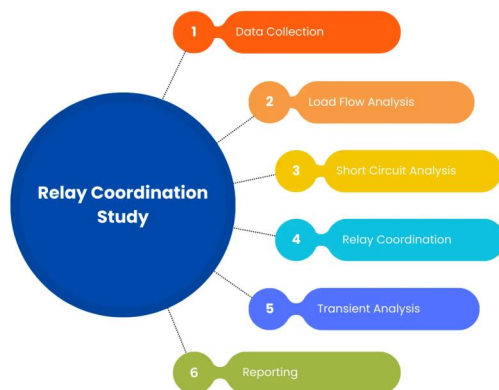 Relay Coordination
Study
1 Data Collection
2 Load Flow Analysis
3 Short Circuit Analysis
4 Relay Coordination
5 Transient Analysis
6 Reporting